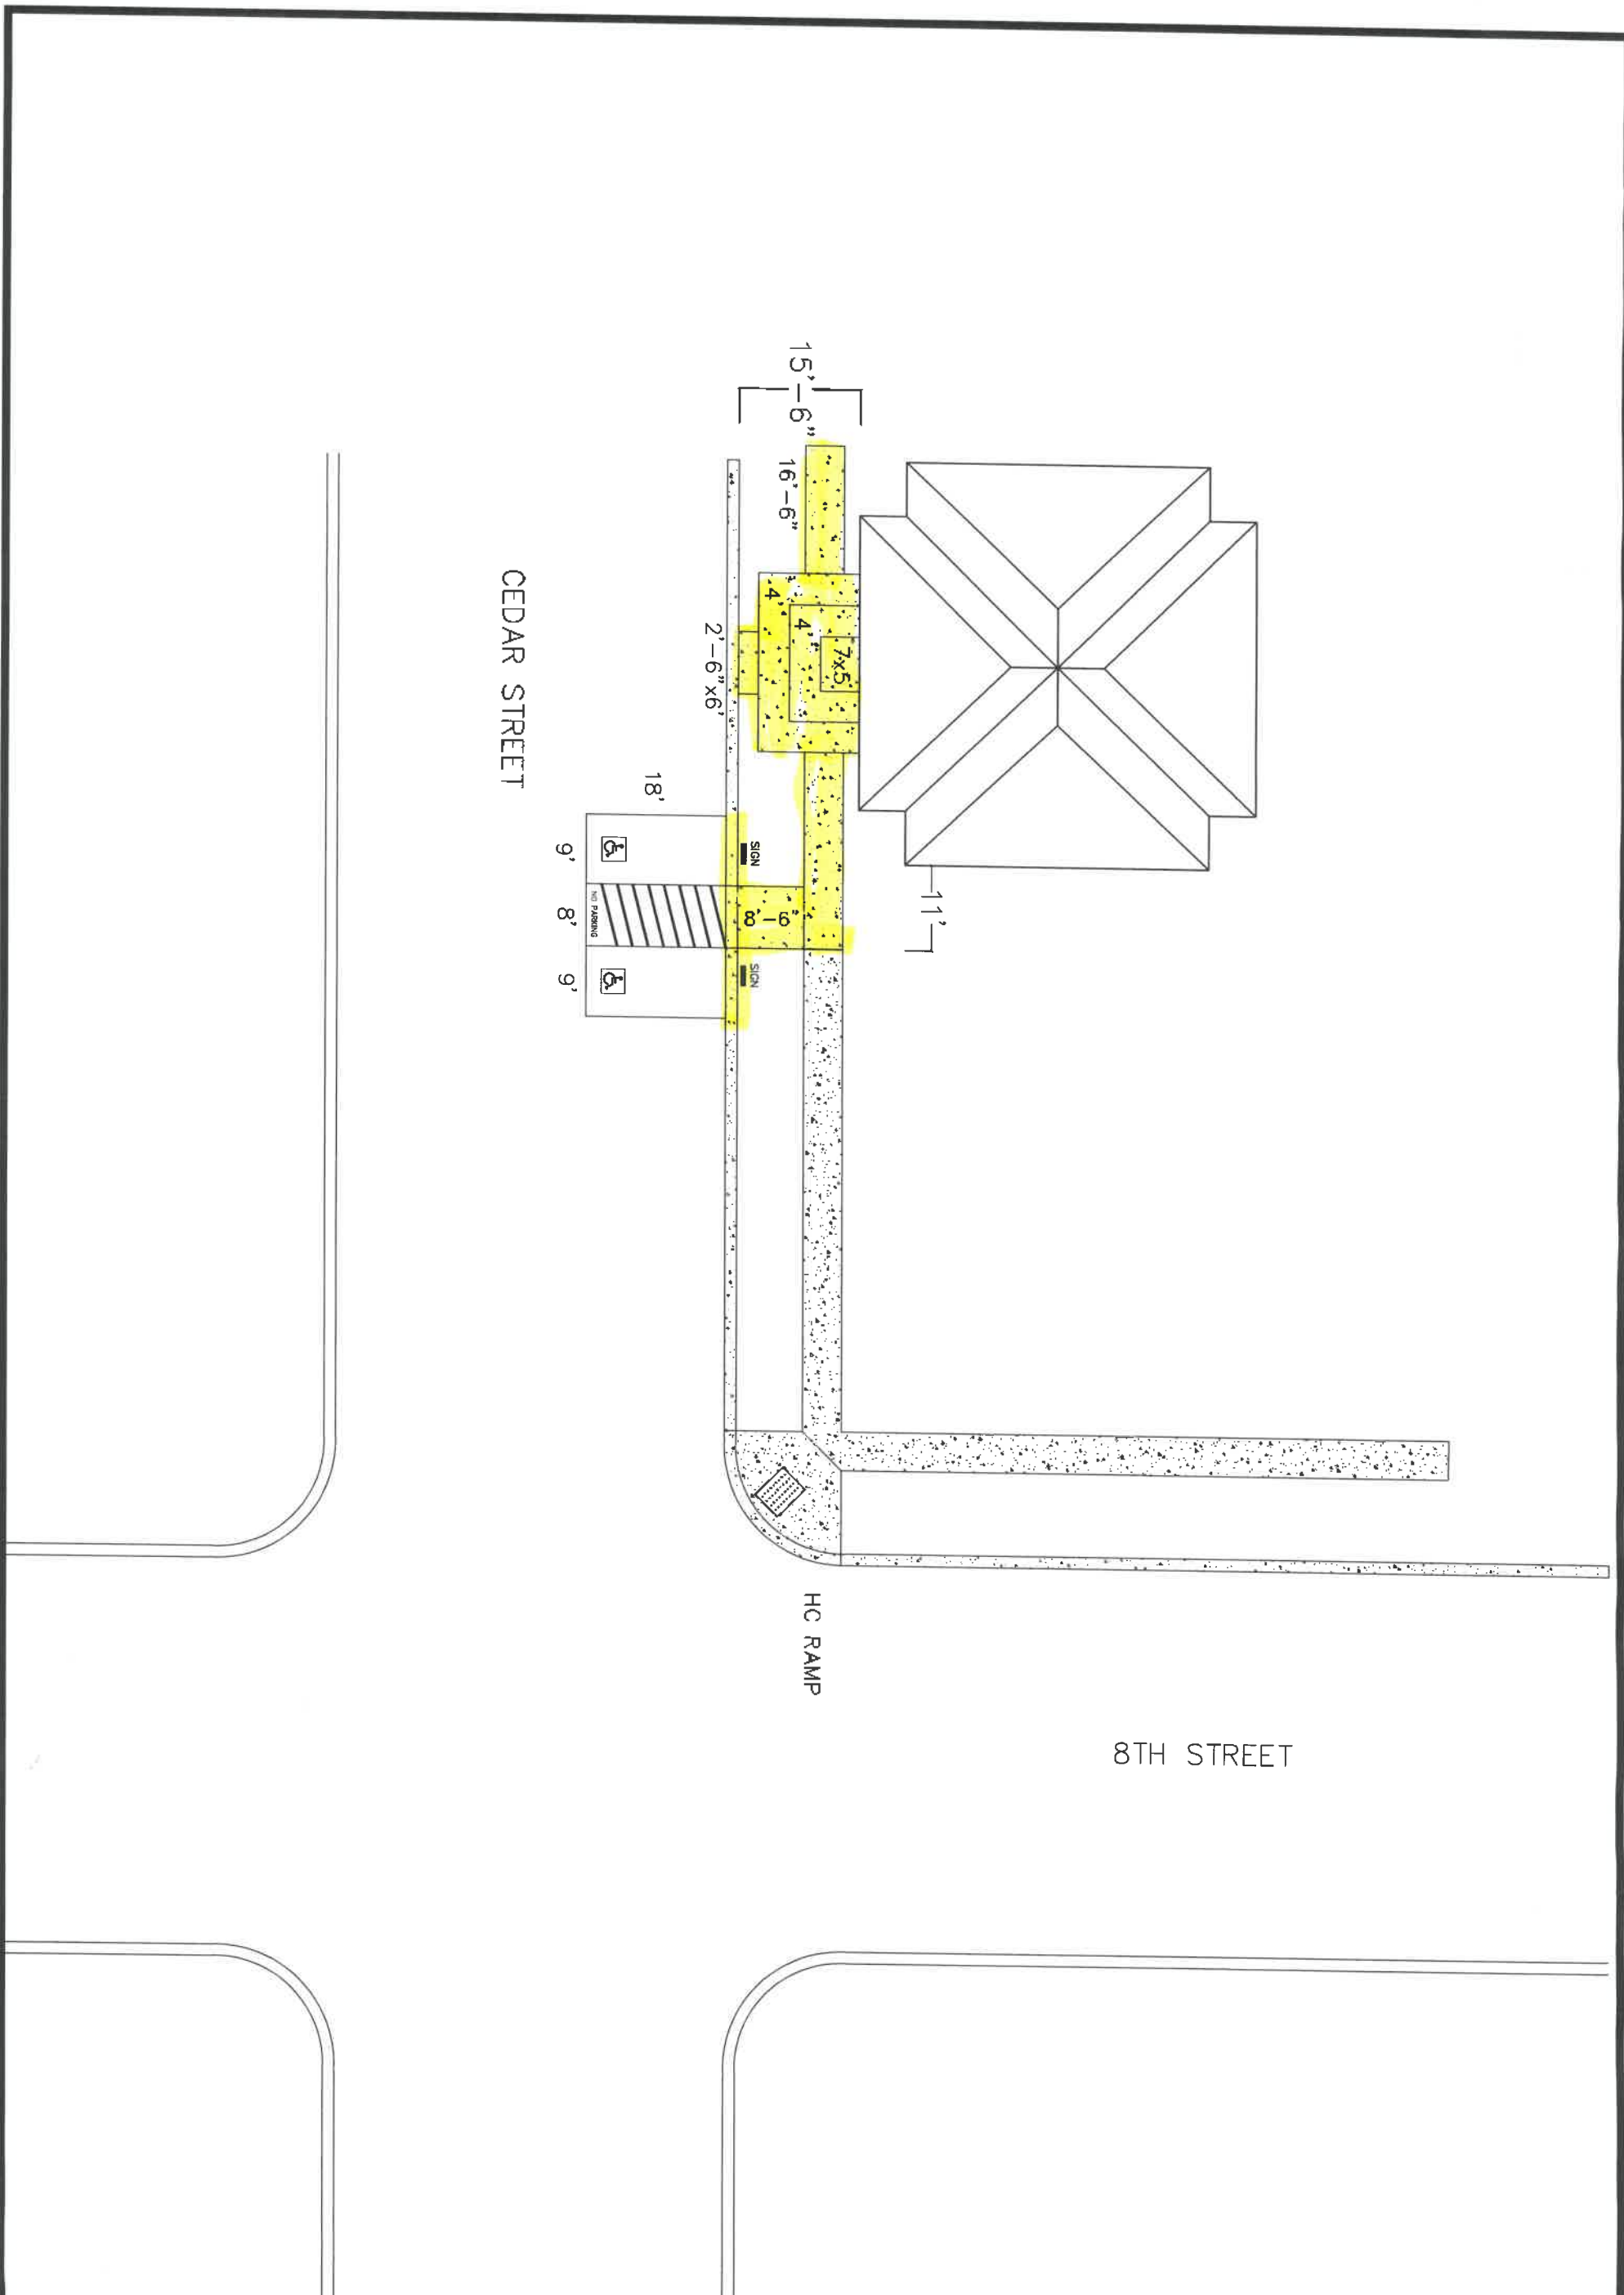 15'-6"
16'-6"
4'
4'
7x5
2'-6"x6'
CEDAR STREET
18'
9'
8'
9'
NO PARKING
SIGN
8'-6"
SIGN
11'
HC RAMP
8TH STREET